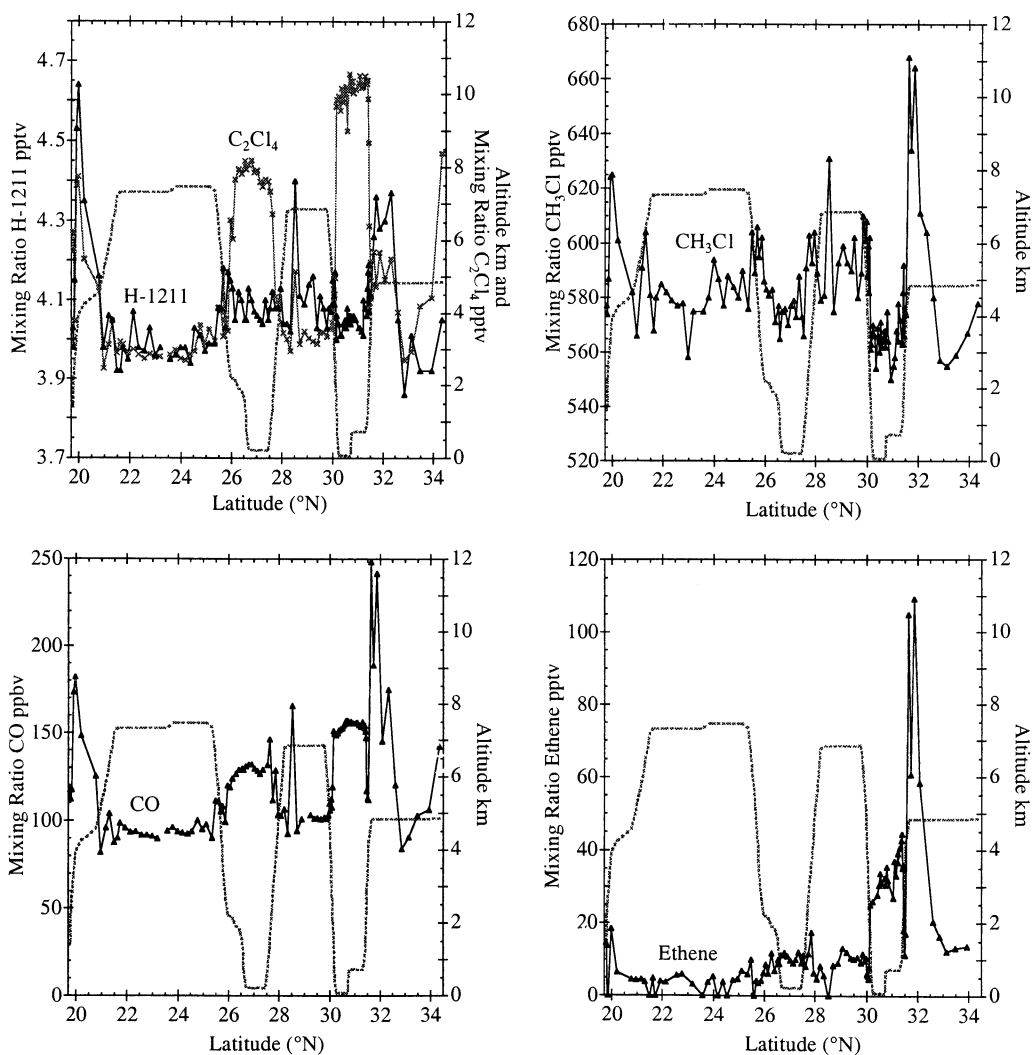 Mixing Ratio H-1211 pptv
4.7
4.5
4.3
4.1
3.9
3.7
C2Cl4
H-1211
12
10
8
6
4
2
0
Altitude km and
Mixing Ratio C2Cl4 pptv
20 22 24 26 28 30 32 34
Latitude (°N)
Mixing Ratio CH3Cl pptv
680
660
640
620
600
580
560
540
520
CH3Cl
12
10
8
6
4
2
0
Altitude km
20 22 24 26 28 30 32 34
Latitude (°N)
Mixing Ratio CO ppbv
250
200
150
100
50
0
CO
12
10
8
6
4
2
0
Altitude km
20 22 24 26 28 30 32 34
Latitude (°N)
Mixing Ratio Ethene pptv
120
100
80
60
40
20
0
Ethene
12
10
8
6
4
2
0
Altitude km
20 22 24 26 28 30 32 34
Latitude (°N)